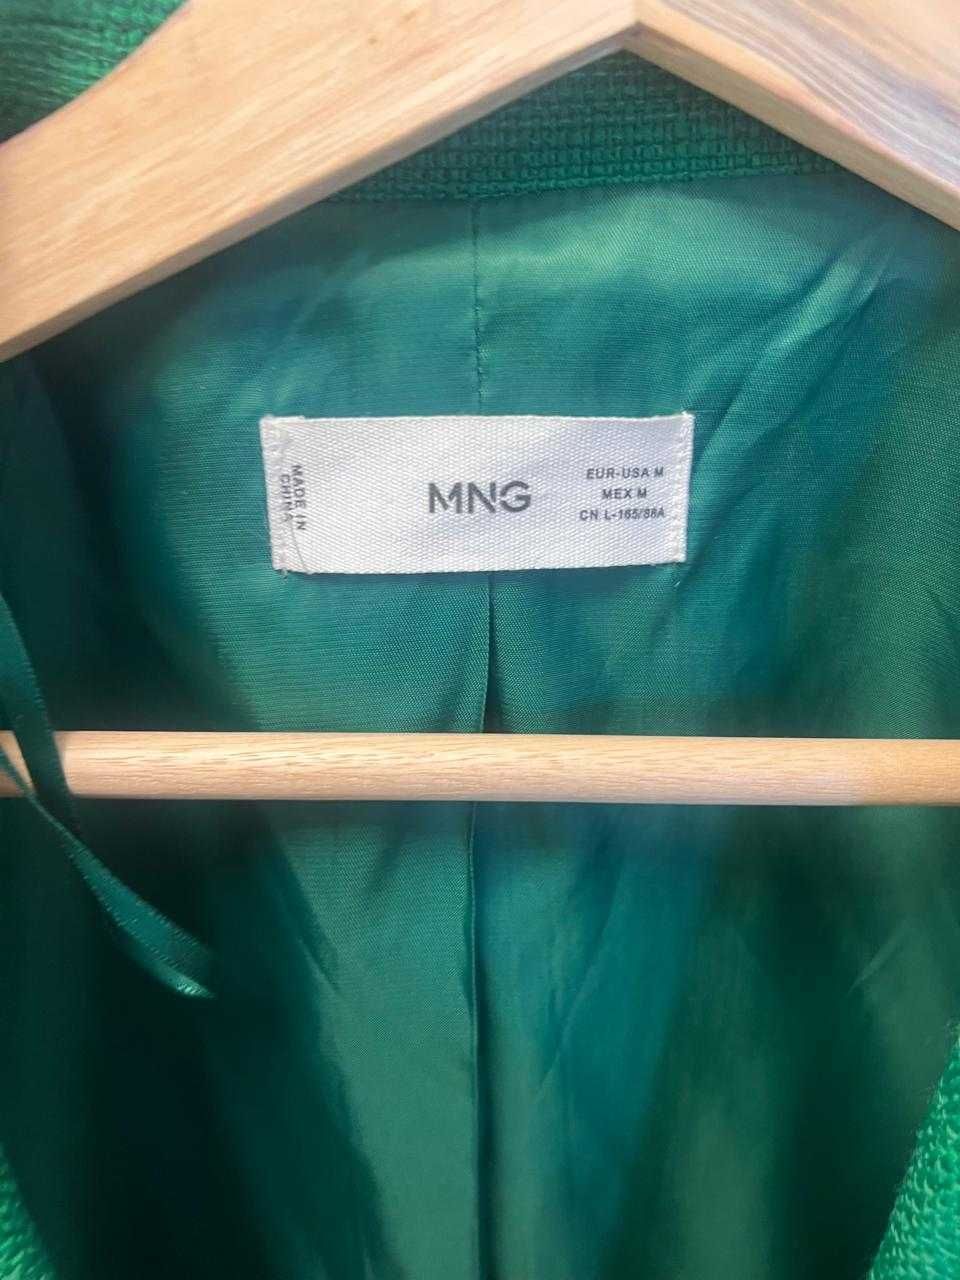 MADE IN
CHINA
MNG
EUR-USA M
MEX M
CN L-165/88A